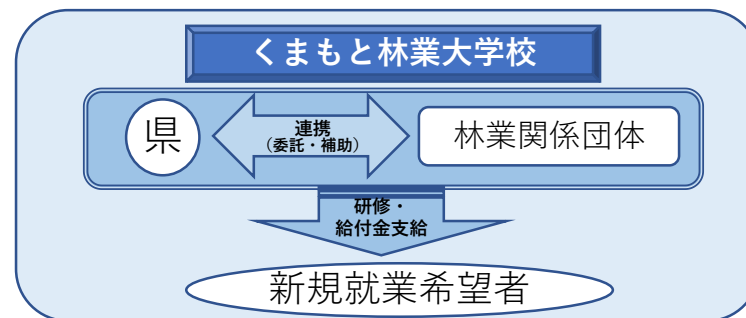 くまもと林業大学校
県
連携
（委託・補助）
林業関係団体
研修・
給付金支給
新規就業希望者